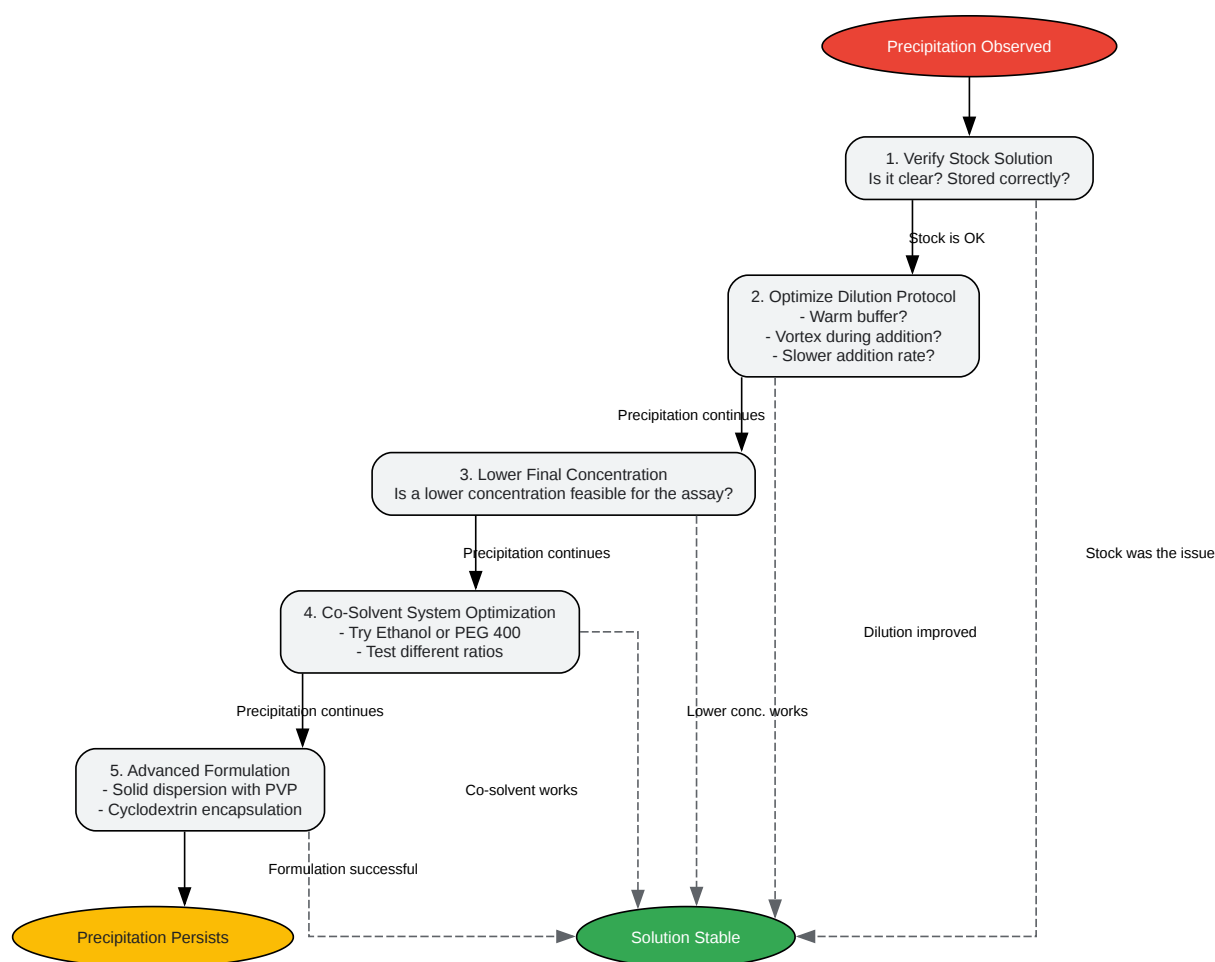 Precipitation Observed
1. Verify Stock Solution
Is it clear? Stored correctly?
Stock is OK
2. Optimize Dilution Protocol
- Warm buffer?
- Vortex during addition?
- Slower addition rate?
Precipitation continues
3. Lower Final Concentration
Is a lower concentration feasible for the assay?
Precipitation continues
Stock was the issue
4. Co-Solvent System Optimization
- Try Ethanol or PEG 400
- Test different ratios
Dilution improved
Precipitation continues
Lower conc. works
5. Advanced Formulation
- Solid dispersion with PVP
- Cyclodextrin encapsulation
Co-solvent works
Formulation successful
Precipitation Persists
Solution Stable